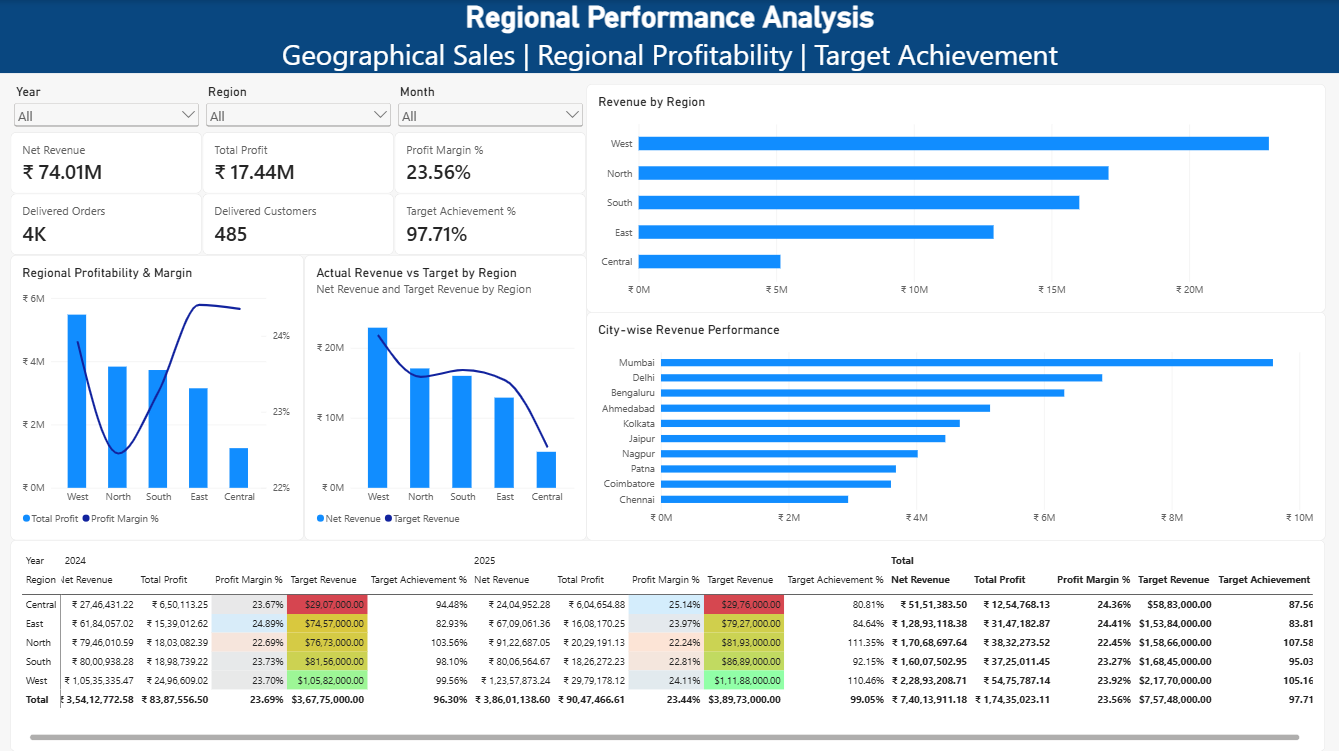 Regional Performance Analysis
Geographical Sales | Regional Profitability | Target Achievement
Year Region Month
All All All
Net Revenue Total Profit Profit Margin %
₹ 74.01M ₹ 17.44M 23.56%
Delivered Orders Delivered Customers Target Achievement %
4K 485 97.71%
Revenue by Region
West
North
South
East
Central
₹ 0M ₹ 5M ₹ 10M ₹ 15M ₹ 20M
Regional Profitability & Margin
₹ 6M
₹ 4M
₹ 2M
₹ 0M
24%
23%
22%
West North South East Central
Total Profit Profit Margin %
Actual Revenue vs Target by Region
Net Revenue and Target Revenue by Region
₹ 20M
₹ 10M
₹ 0M
West North South East Central
Net Revenue Target Revenue
City-wise Revenue Performance
Mumbai
Delhi
Bengaluru
Ahmedabad
Kolkata
Jaipur
Nagpur
Patna
Coimbatore
Chennai
₹ 0M ₹ 2M ₹ 4M ₹ 6M ₹ 8M ₹ 10M
Year 2024 2025 Total
Region Net Revenue Total Profit Profit Margin % Target Revenue Target Achievement % Net Revenue Total Profit Profit Margin % Target Revenue Target Achievement % Net Revenue Total Profit Profit Margin % Target Revenue Target Achievement
Central ₹ 27,46,431.22 ₹ 6,50,113.25 23.67% $29,07,000.00 94.48% ₹ 24,04,952.28 ₹ 6,04,654.88 25.14% $29,76,000.00 80.81% ₹ 51,51,383.50 ₹ 12,54,768.13 24.36% $58,83,000.00 87.56
East ₹ 61,84,057.02 ₹ 15,39,012.62 24.89% $74,57,000.00 82.93% ₹ 67,09,061.36 ₹ 16,08,170.25 23.97% $79,27,000.00 84.64% ₹ 1,28,93,118.38 ₹ 31,47,182.87 24.41% $1,53,84,000.00 83.81
North ₹ 79,46,010.59 ₹ 18,03,082.39 22.69% $76,73,000.00 103.56% ₹ 91,22,687.05 ₹ 20,29,191.13 22.24% $81,93,000.00 111.35% ₹ 1,70,68,697.64 ₹ 38,32,273.52 22.45% $1,58,66,000.00 107.58
South ₹ 80,00,938.28 ₹ 18,98,739.22 23.73% $81,56,000.00 98.10% ₹ 80,06,564.67 ₹ 18,26,272.23 22.81% $86,89,000.00 92.15% ₹ 1,60,07,502.95 ₹ 37,25,011.45 23.27% $1,68,45,000.00 95.03
West ₹ 1,05,35,335.47 ₹ 24,96,609.02 23.70% $1,05,82,000.00 99.56% ₹ 1,23,57,873.24 ₹ 29,79,178.12 24.11% $1,11,88,000.00 110.46% ₹ 2,28,93,208.71 ₹ 54,75,787.14 23.92% $2,17,70,000.00 105.16
Total ₹ 3,54,12,772.58 ₹ 83,87,556.50 23.69% $3,67,75,000.00 96.30% ₹ 3,86,01,138.60 ₹ 90,47,466.61 23.44% $3,89,73,000.00 99.05% ₹ 7,40,13,911.18 ₹ 1,74,35,023.11 23.56% $7,57,48,000.00 97.71